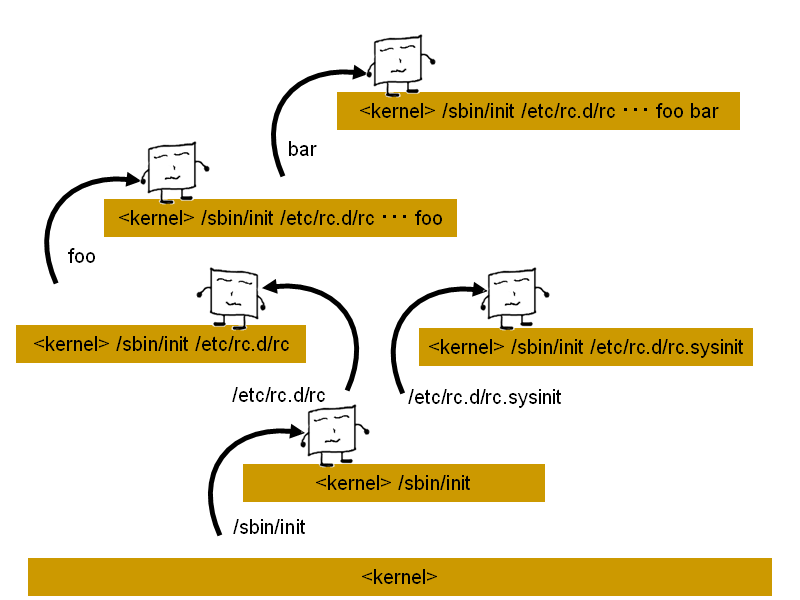 <kernel> /sbin/init /etc/rc.d/rc ··· foo bar
bar
<kernel> /sbin/init /etc/rc.d/rc ··· foo
foo
<kernel> /sbin/init /etc/rc.d/rc
<kernel> /sbin/init /etc/rc.d/rc.sysinit
/etc/rc.d/rc
/etc/rc.d/rc.sysinit
<kernel> /sbin/init
/sbin/init
<kernel>